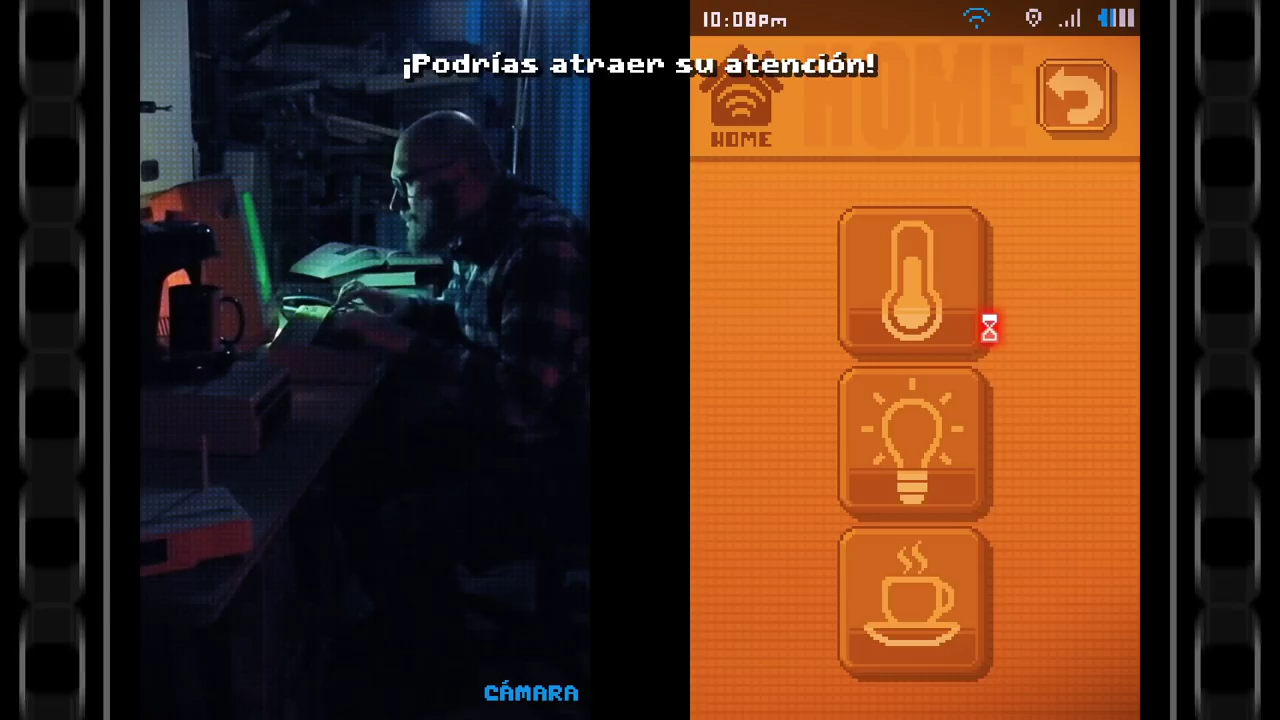 10:08pm
¡Podrías atraer su atención!
HOME
HOME
CÁMARA